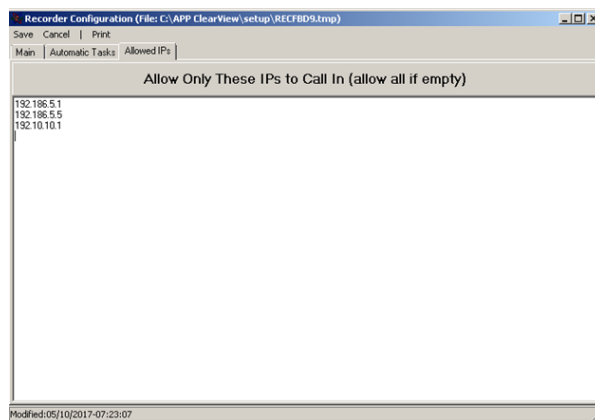 Recorder Configuration (File: C:\APP ClearView\setup\RECFBD9.tmp)
Save Cancel | Print
Main Automatic Tasks Allowed IPs
Allow Only These IPs to Call In (allow all if empty)
192.186.5.1
192.186.5.5
192.10.10.1
Modified:05/10/2017-07:23:07